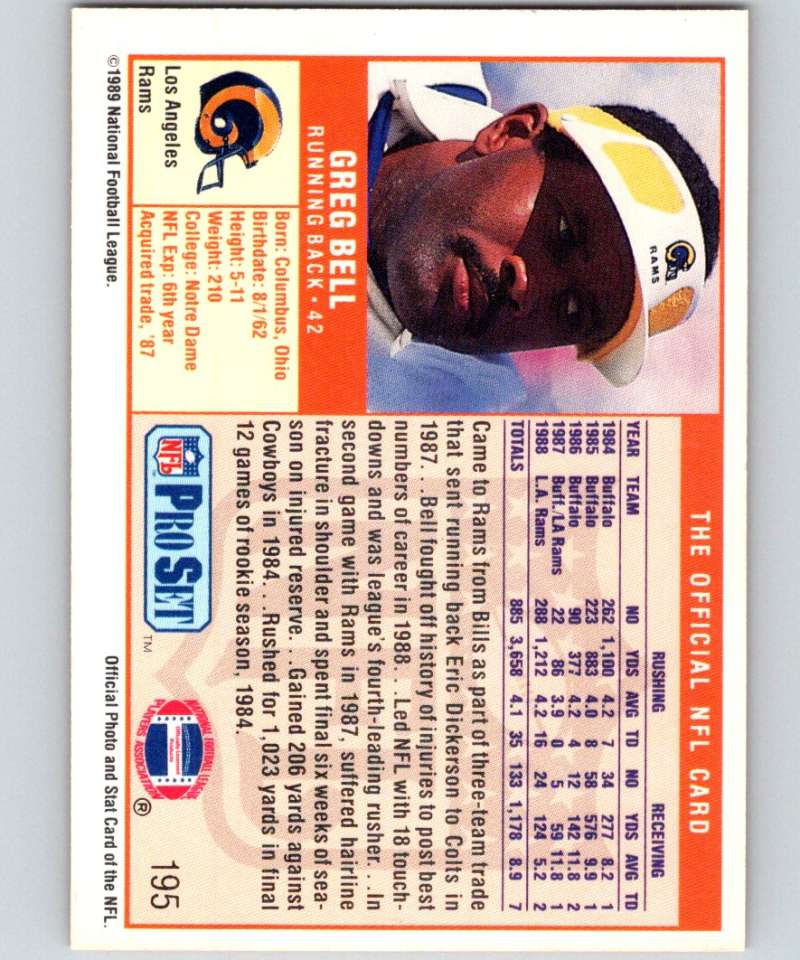 THE OFFICIAL NFL CARD
RAMS
GREG BELL
RUNNING BACK • 42
Los Angeles
Rams
Born: Columbus, Ohio
Birthdate: 8/1/62
Height: 5-11
Weight: 210
College: Notre Dame
NFL Exp: 6th year
Acquired trade, '87
RUSHING RECEIVING
YEAR TEAM NO YDS AVG TD NO YDS AVG TD
1984 Buffalo 262 1,100 4.2 7 34 277 8.2 1
1985 Buffalo 223 883 4.0 8 58 576 9.9 1
1986 Buffalo 90 377 4.2 4 12 142 11.8 2
1987 Buff./LA Rams 22 86 3.9 0 5 59 11.8 1
1988 L.A. Rams 288 1,212 4.2 16 24 124 5.2 2
TOTALS 885 3,658 4.1 35 133 1,178 8.9 7
Came to Rams from Bills as part of three-team trade
that sent running back Eric Dickerson to Colts in
1987. . .Bell fought off history of injuries to post best
numbers of career in 1988. . .Led NFL with 18 touch-
downs and was league's fourth-leading rusher. . .In
second game with Rams in 1987, suffered hairline
fracture in shoulder and spent final six weeks of sea-
son on injured reserve. . .Gained 206 yards against
Cowboys in 1984. . .Rushed for 1,023 yards in final
12 games of rookie season, 1984.
NFL PRO SET ™
NATIONAL FOOTBALL LEAGUE
Officially Licensed
Product
PLAYERS ASSOCIATION
®
195
©1989 National Football League.
Official Photo and Stat Card of the NFL.